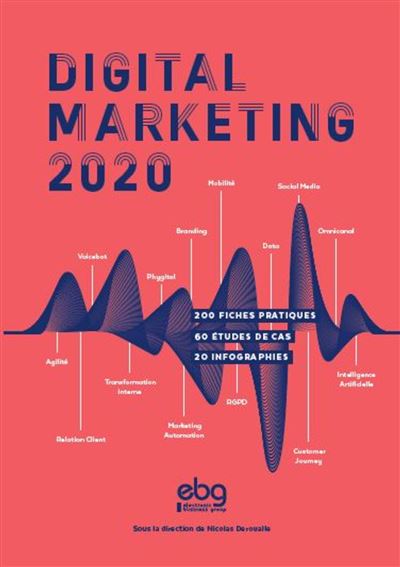 DIGITAL
MARKETING
2020
Mobilité
Social Media
Branding
Omnicanal
Data
Voicebot
Phygital
200 FICHES PRATIQUES
60 ÉTUDES DE CAS
20 INFOGRAPHIES
Agilité
Intelligence
Artificielle
Transformation
Interne
RGPD
Marketing
Automation
Relation Client
Customer
Journey
ebg
electronic
business group
Sous la direction de Nicolas Deroualle